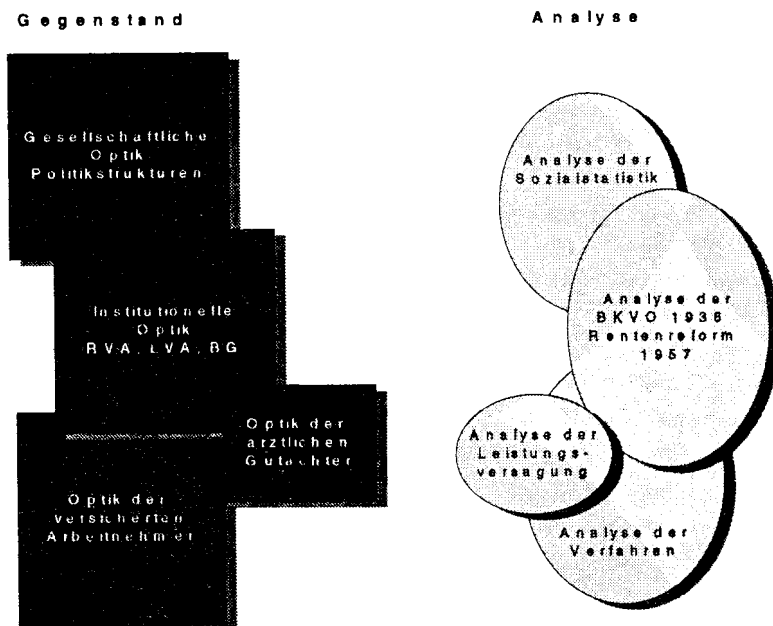 Gegenstand
Gesellschaftliche
Optik
Politikstrukturen
Institutionelle
Optik
RVA, LVA, BG
Optik der
ärztlichen
Gutachter
Optik der
versicherten
Arbeitnehmer
Analyse
Analyse der
Sozialstatistik
Analyse der
BKVO 1936
Rentenreform
1957
Analyse der
Leistungs-
versagung
Analyse der
Verfahren